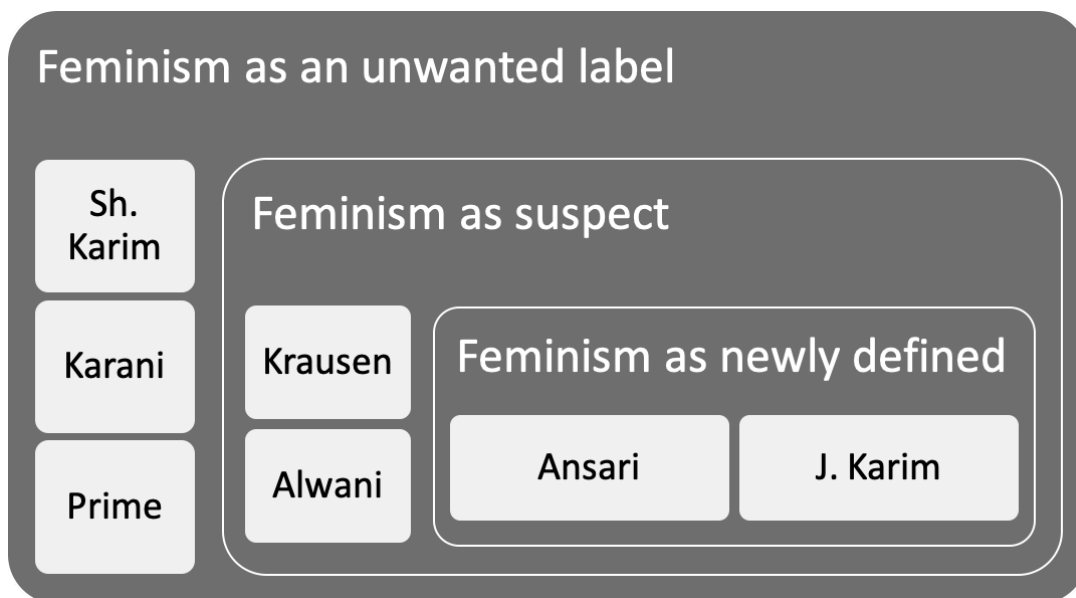 Feminism as an unwanted label
Sh.
Karim
Karani
Prime
Feminism as suspect
Krausen
Alwani
Feminism as newly defined
Ansari
J. Karim